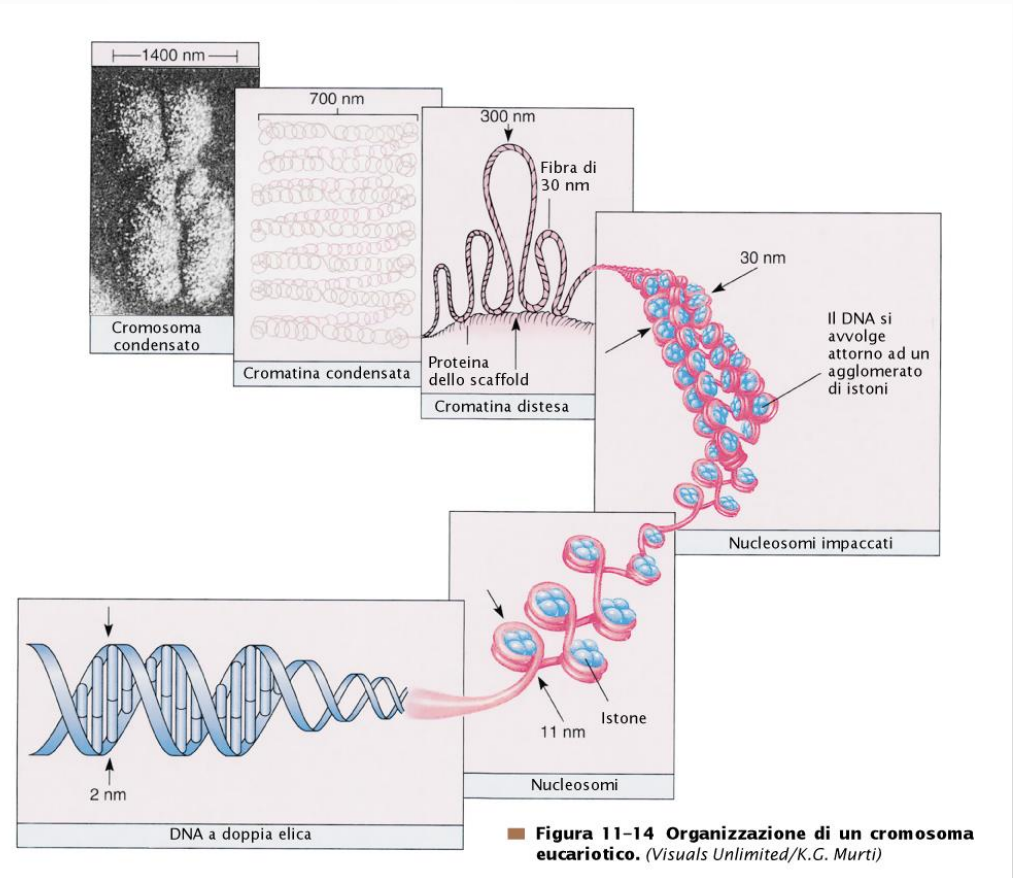 1400 nm
Cromosoma
condensato
700 nm
Cromatina condensata
300 nm
Fibra di
30 nm
Proteina
dello scaffold
Cromatina distesa
30 nm
Il DNA si
avvolge
attorno ad un
agglomerato
di istoni
Nucleosomi impaccati
Istone
11 nm
Nucleosomi
2 nm
DNA a doppia elica
Figura 11–14 Organizzazione di un cromosoma
eucariotico. (Visuals Unlimited/K.G. Murti)